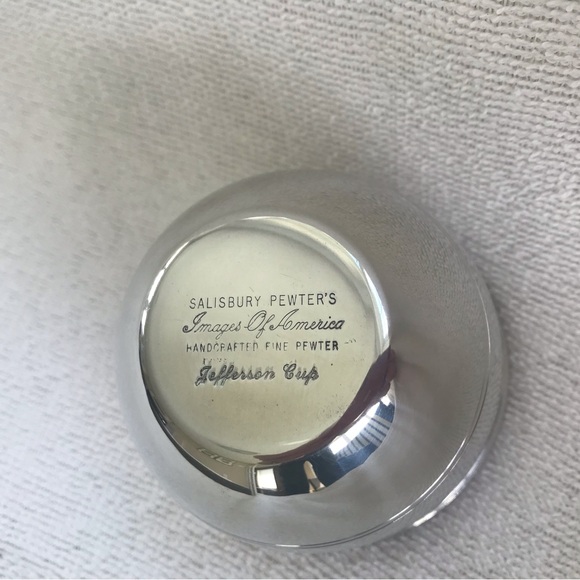 SALISBURY PEWTER'S
Images Of America
HANDCRAFTED FINE PEWTER
Jefferson Cup